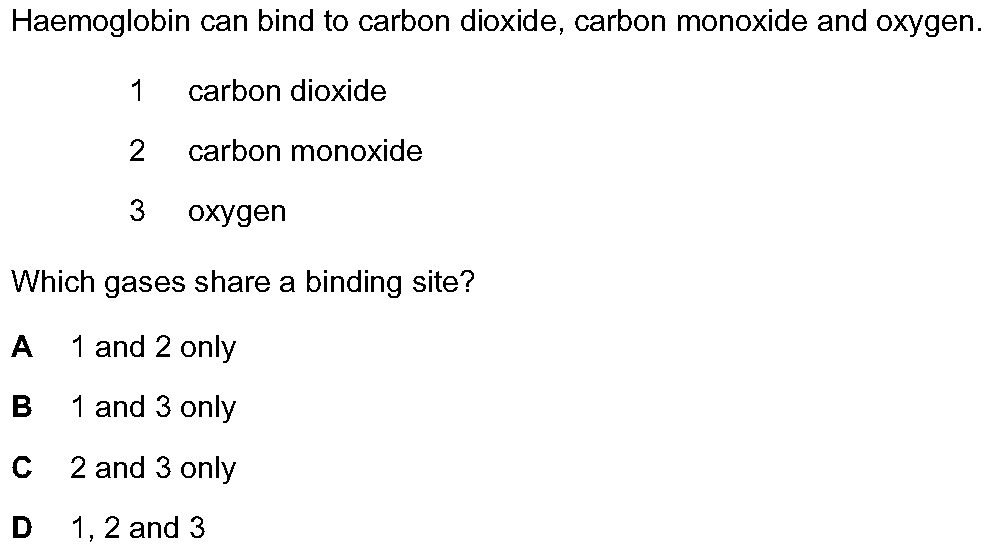 Haemoglobin can bind to carbon dioxide, carbon monoxide and oxygen.
1 carbon dioxide
2 carbon monoxide
3 oxygen
Which gases share a binding site?
A 1 and 2 only
B 1 and 3 only
C 2 and 3 only
D 1, 2 and 3